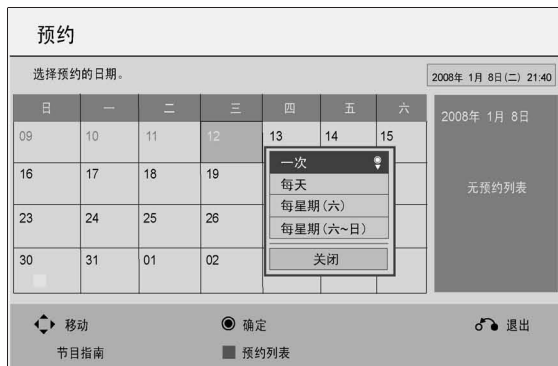 预约
选择预约的日期。
2008年 1月 8日(二) 21:40
日 一 二 三 四 五 六
2008年 1月 8日
09 10 11 12 13 14 15
一次
每天
每星期(六)
每星期(六~日)
关闭
无预约列表
16 17 18 19
23 24 25 26
30 31 01 02
移动
确定
退出
节目指南
预约列表